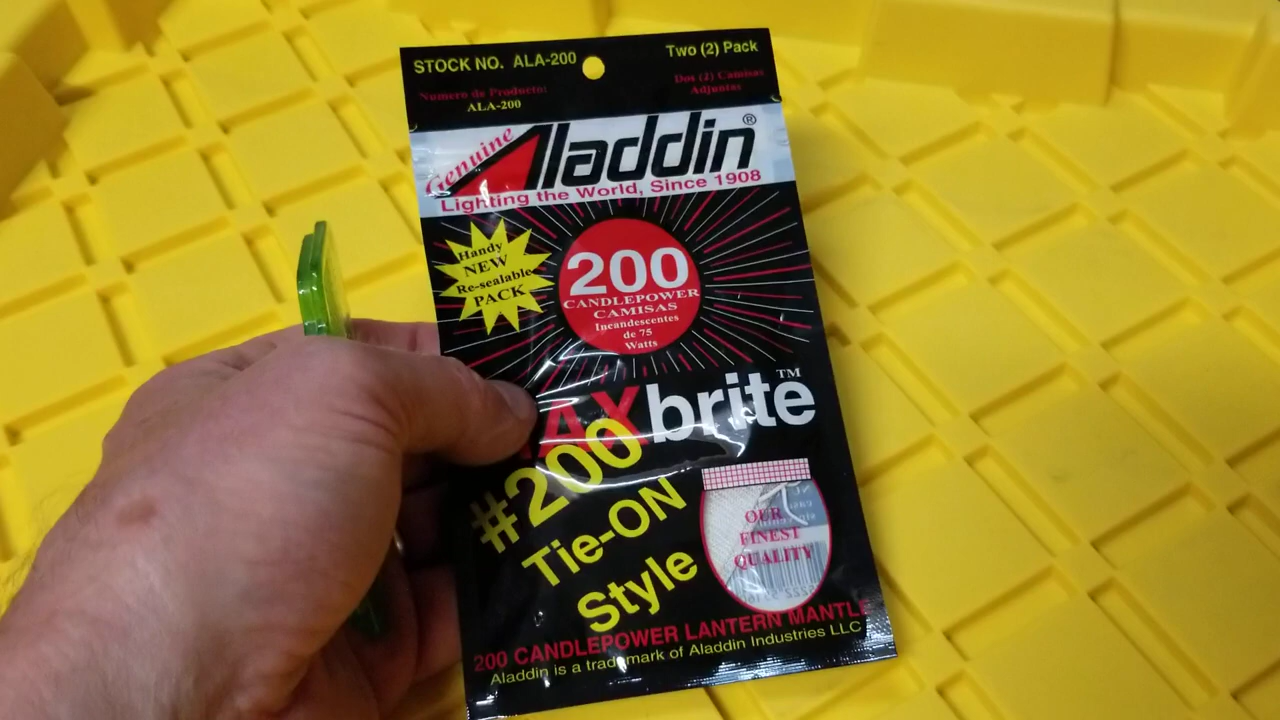 STOCK NO. ALA-200
Two (2) Pack
Numero de Producto:
ALA-200
Dos (2) Camisas
Adjuntas
Genuine
Aladdin®
Lighting the World, Since 1908
Handy
NEW
Re-sealable
PACK
200
CANDLEPOWER
CAMISAS
Incandescentes
de 75
Watts
AXbrite™
#200
Tie-ON
Style
OUR
FINEST
QUALITY
200 CANDLEPOWER LANTERN MANTLE
Aladdin is a trademark of Aladdin Industries LLC